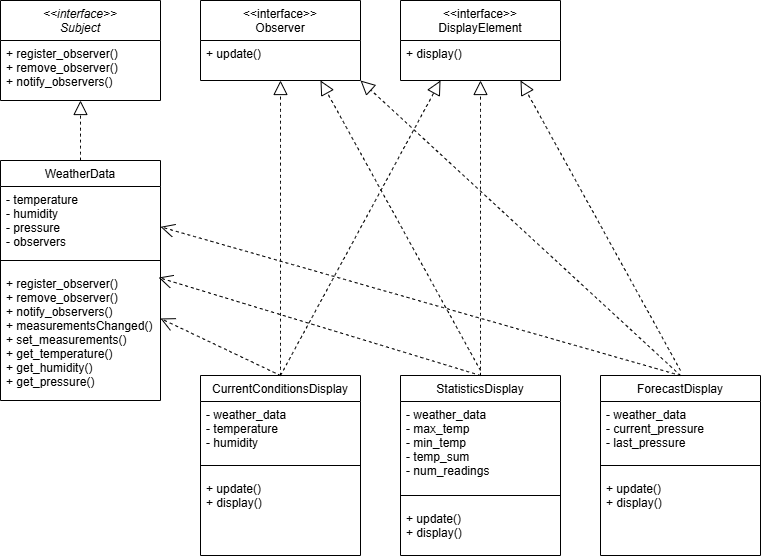 <<interface>>
Subject
+ register_observer()
+ remove_observer()
+ notify_observers()
<<interface>>
Observer
+ update()
<<interface>>
DisplayElement
+ display()
WeatherData
- temperature
- humidity
- pressure
- observers
+ register_observer()
+ remove_observer()
+ notify_observers()
+ measurementsChanged()
+ set_measurements()
+ get_temperature()
+ get_humidity()
+ get_pressure()
CurrentConditionsDisplay
- weather_data
- temperature
- humidity
+ update()
+ display()
StatisticsDisplay
- weather_data
- max_temp
- min_temp
- temp_sum
- num_readings
+ update()
+ display()
ForecastDisplay
- weather_data
- current_pressure
- last_pressure
+ update()
+ display()